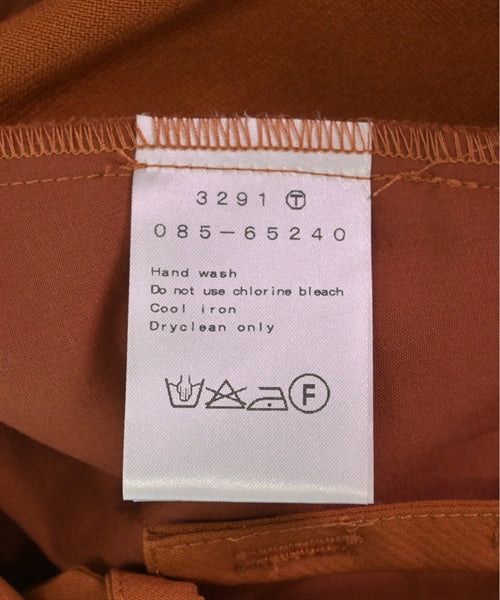 3291 Ⓣ
085-65240
Hand wash
Do not use chlorine bleach
Cool iron
Dryclean only
F